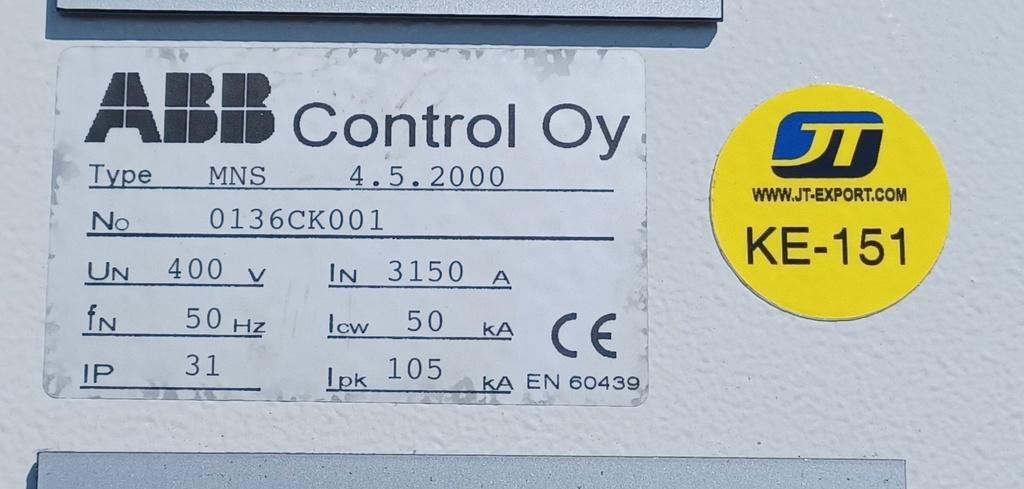 ABB Control Oy
Type MNS 4.5.2000
No 0136CK001
UN 400 V IN 3150 A
fN 50 Hz Icw 50 kA
IP 31 Ipk 105 kA
CE
EN 60439
JT
WWW.JT-EXPORT.COM
KE-151